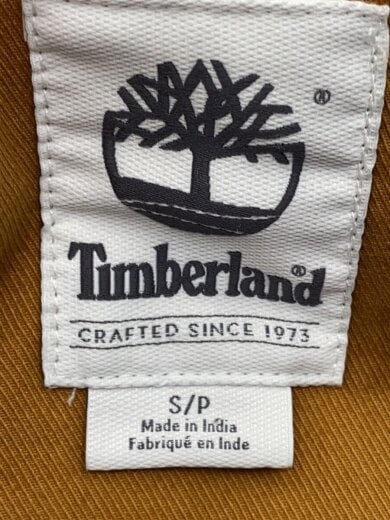 ®
Timberland®
CRAFTED SINCE 1973
S/P
Made in India
Fabriqué en Inde